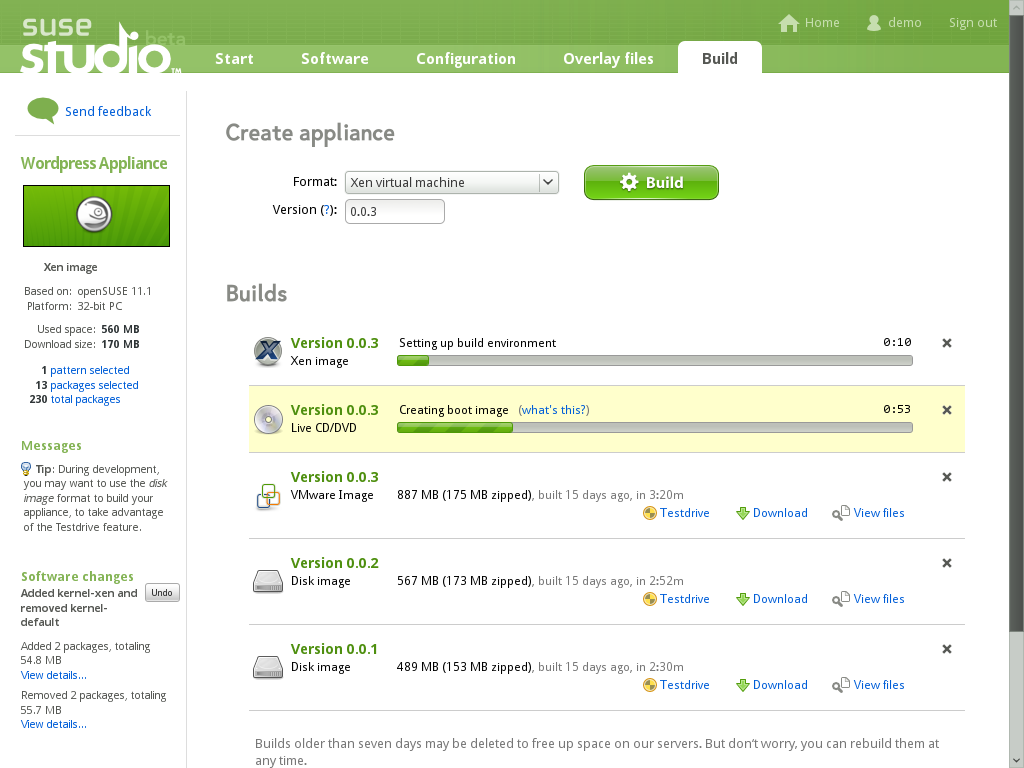 suse
studio beta
TM
Home demo Sign out
Start Software Configuration Overlay files Build
Send feedback
Wordpress Appliance
Xen image
Based on: openSUSE 11.1
Platform: 32-bit PC
Used space: 560 MB
Download size: 170 MB
1 pattern selected
13 packages selected
230 total packages
Messages
Tip: During development,
you may want to use the disk
image format to build your
appliance, to take advantage
of the Testdrive feature.
Software changes
Added kernel-xen and
removed kernel-
default
Undo
Added 2 packages, totaling
54.8 MB
View details...
Removed 2 packages, totaling
55.7 MB
View details...
Create appliance
Format: Xen virtual machine
Build
Version (?): 0.0.3
Builds
Version 0.0.3 Setting up build environment 0:10
Xen image
Version 0.0.3 Creating boot image (what's this?) 0:53
Live CD/DVD
Version 0.0.3
VMware Image 887 MB (175 MB zipped), built 15 days ago, in 3:20m
Testdrive Download View files
Version 0.0.2
Disk image 567 MB (173 MB zipped), built 15 days ago, in 2:52m
Testdrive Download View files
Version 0.0.1
Disk image 489 MB (153 MB zipped), built 15 days ago, in 2:30m
Testdrive Download View files
Builds older than seven days may be deleted to free up space on our servers. But don't worry, you can rebuild them at
any time.